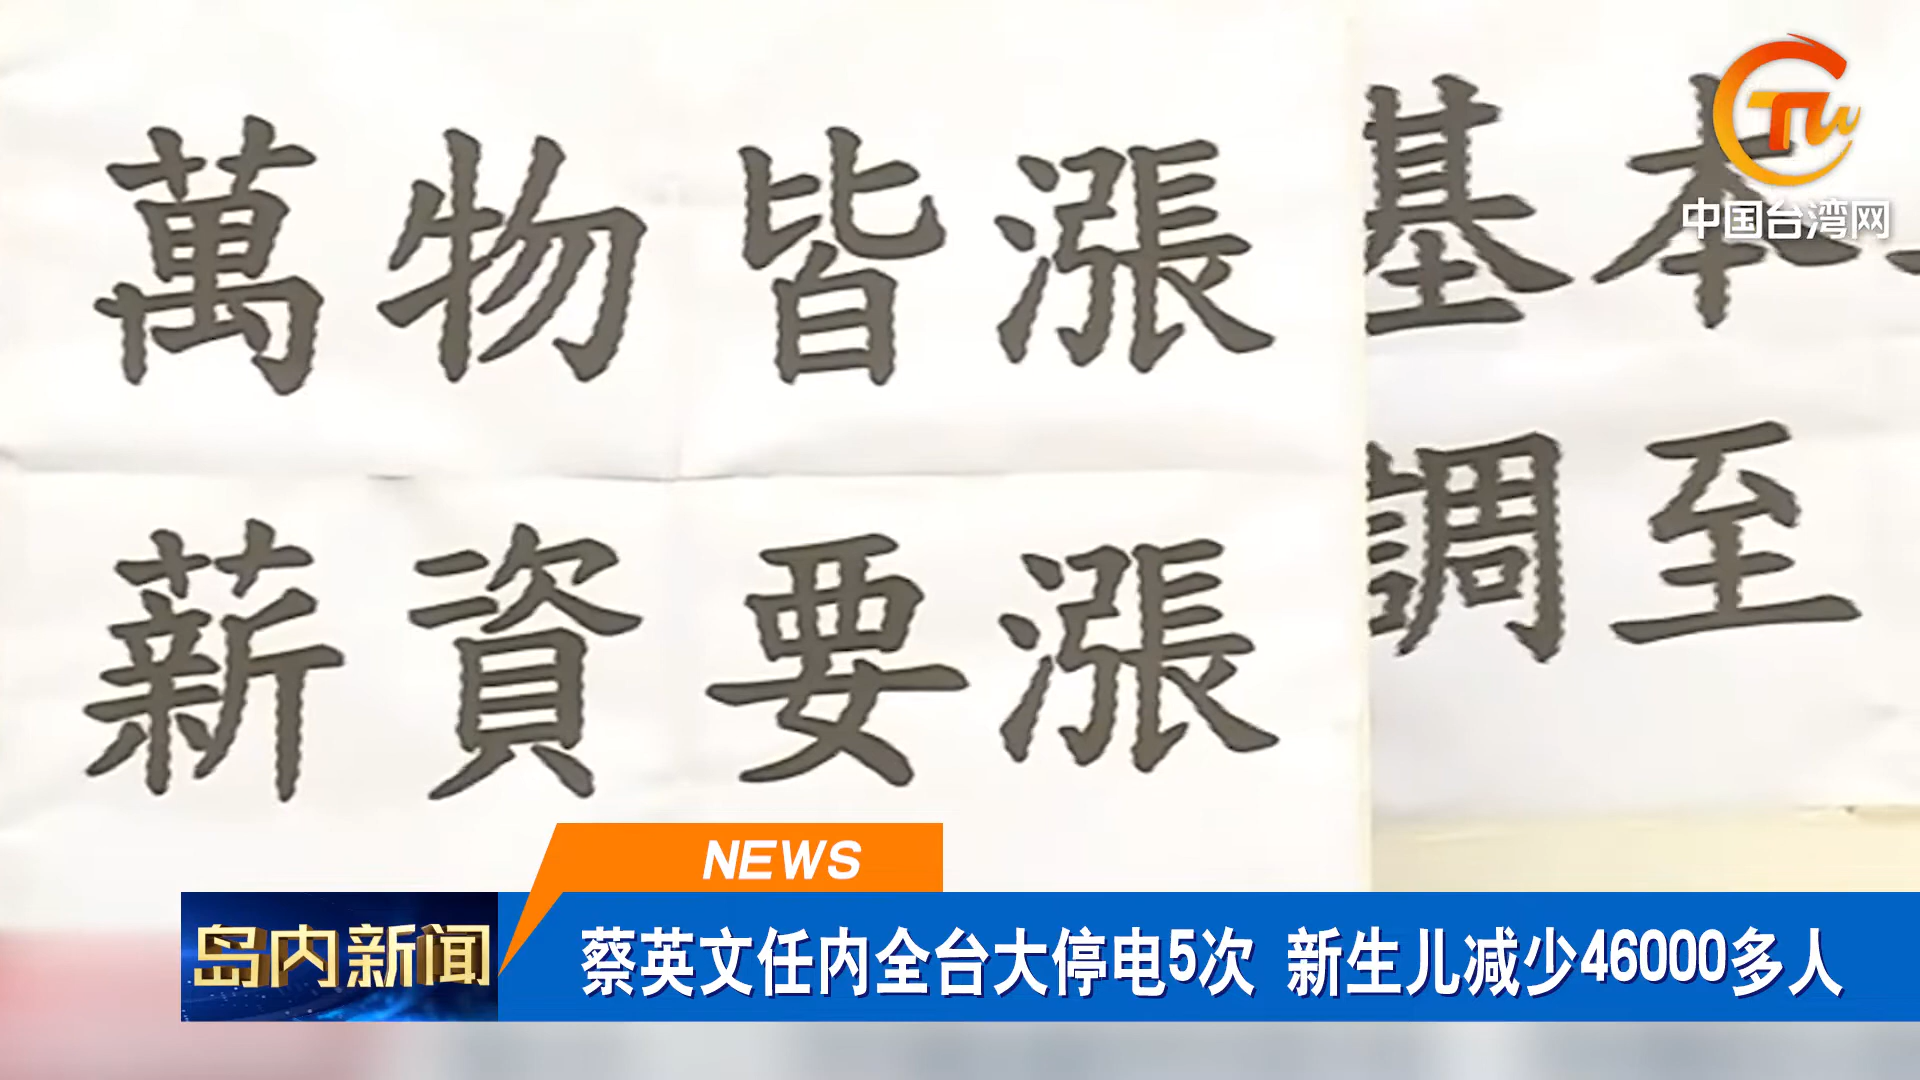 萬物皆漲
薪資要漲
基本
調至
中国台湾网
NEWS
岛内新闻
蔡英文任内全台大停电5次 新生儿减少46000多人